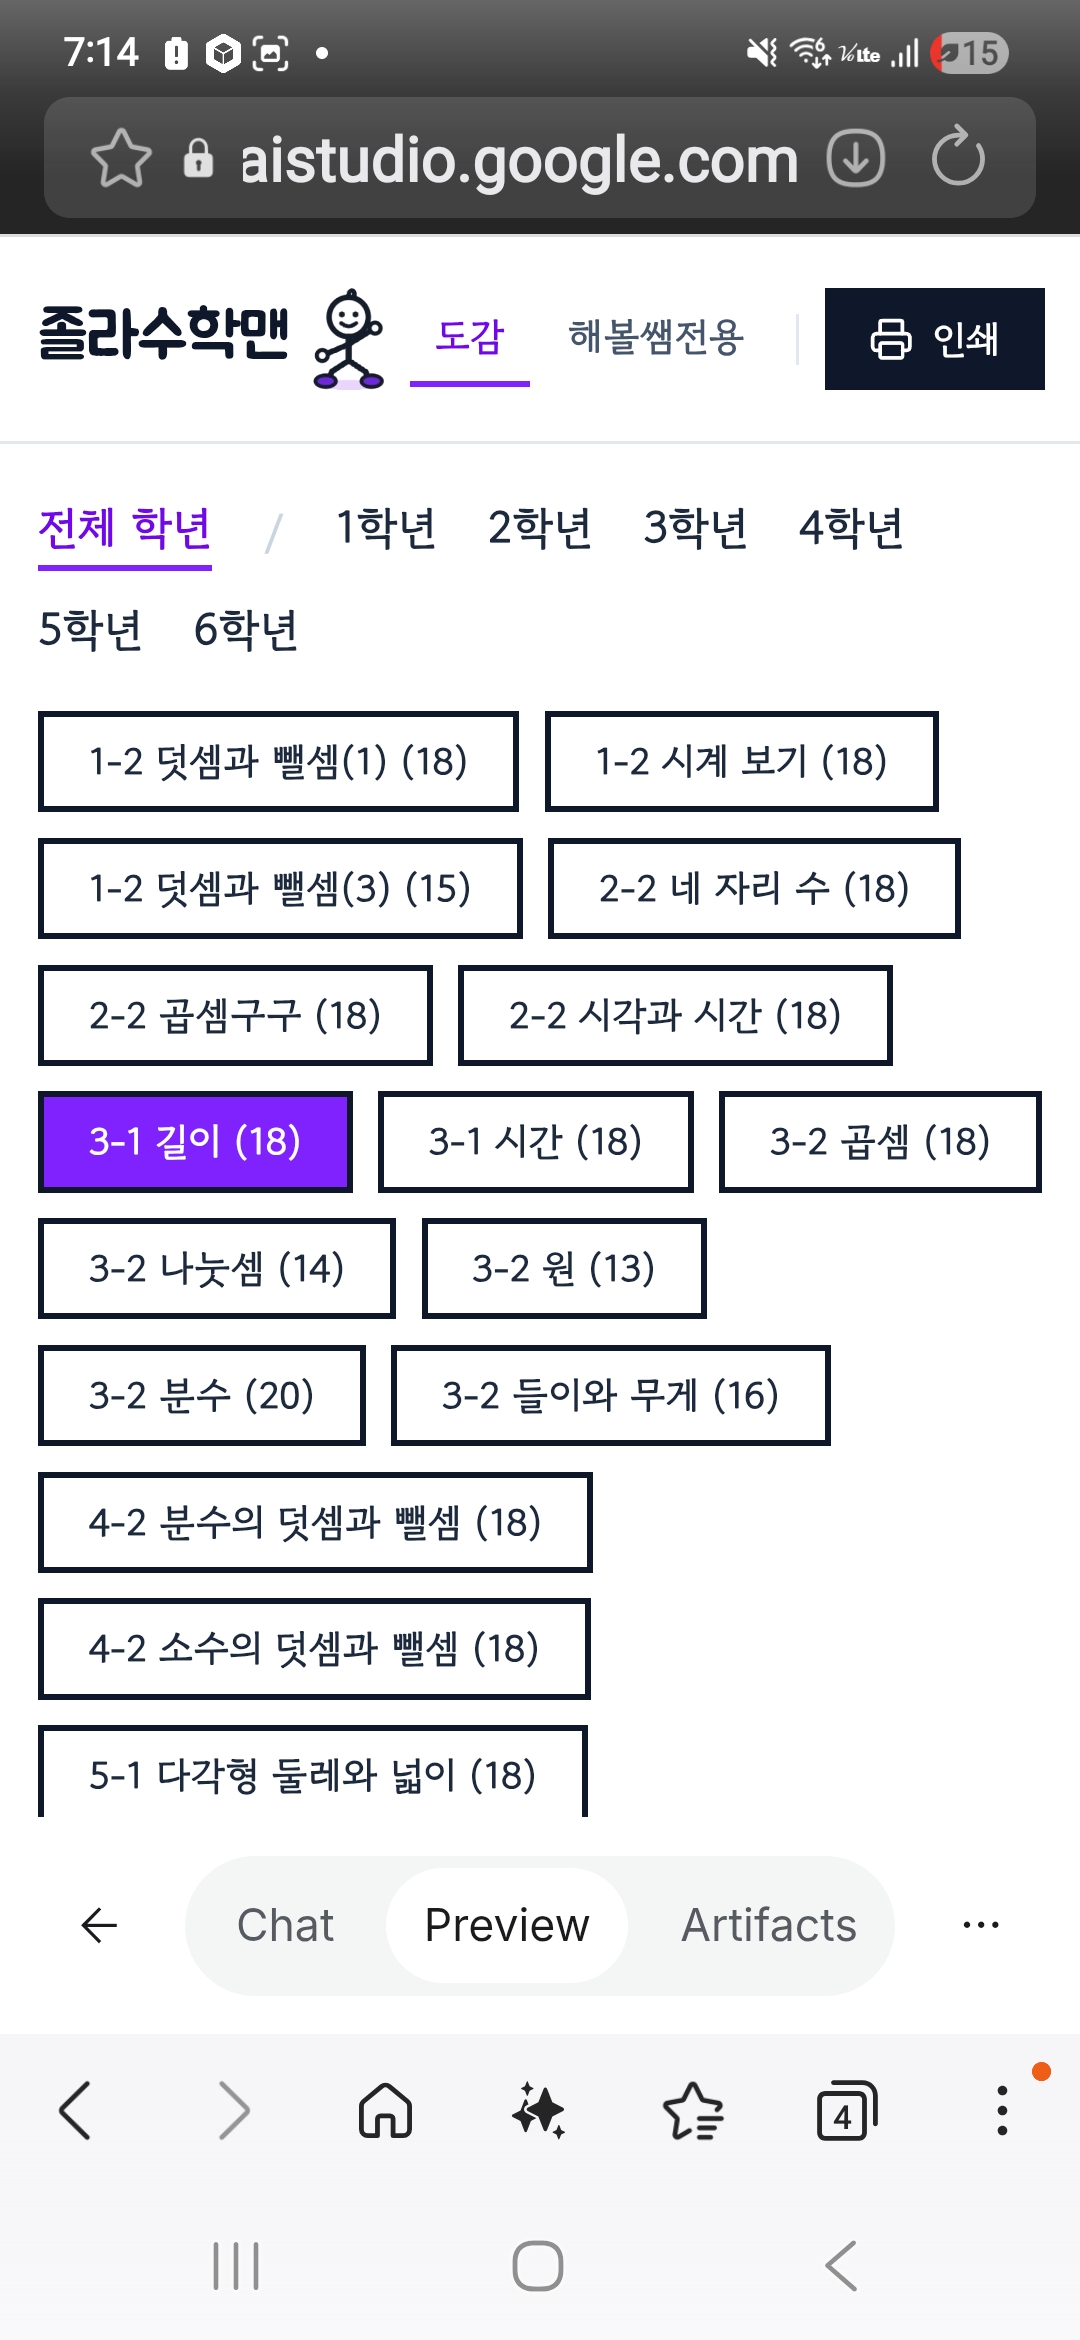 7:14
Vo lte
15
aistudio.google.com
졸라수학맨 도감 해볼쌤전용 인쇄
전체 학년 / 1학년 2학년 3학년 4학년
5학년 6학년
1-2 덧셈과 뺄셈(1) (18) 1-2 시계 보기 (18)
1-2 덧셈과 뺄셈(3) (15) 2-2 네 자리 수 (18)
2-2 곱셈구구 (18) 2-2 시각과 시간 (18)
3-1 길이 (18) 3-1 시간 (18) 3-2 곱셈 (18)
3-2 나눗셈 (14) 3-2 원 (13)
3-2 분수 (20) 3-2 들이와 무게 (16)
4-2 분수의 덧셈과 뺄셈 (18)
4-2 소수의 덧셈과 뺄셈 (18)
5-1 다각형 둘레와 넓이 (18)
Chat Preview Artifacts ...
4